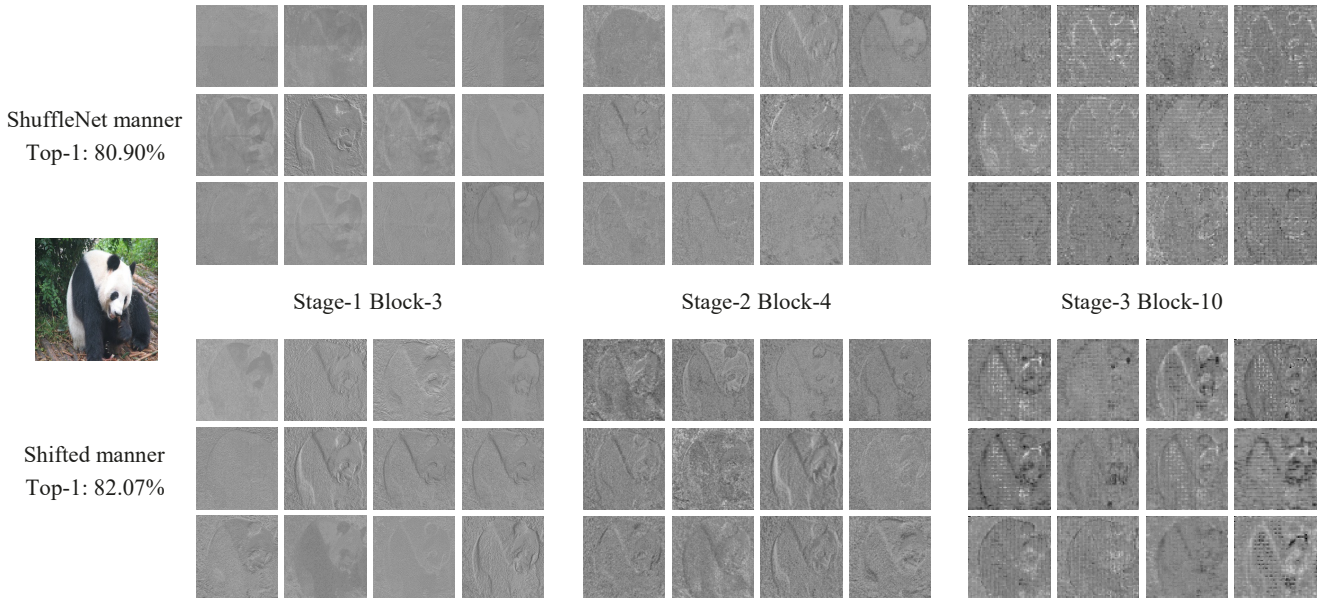 ShuffleNet manner
Top-1: 80.90%
Stage-1 Block-3
Stage-2 Block-4
Stage-3 Block-10
Shifted manner
Top-1: 82.07%